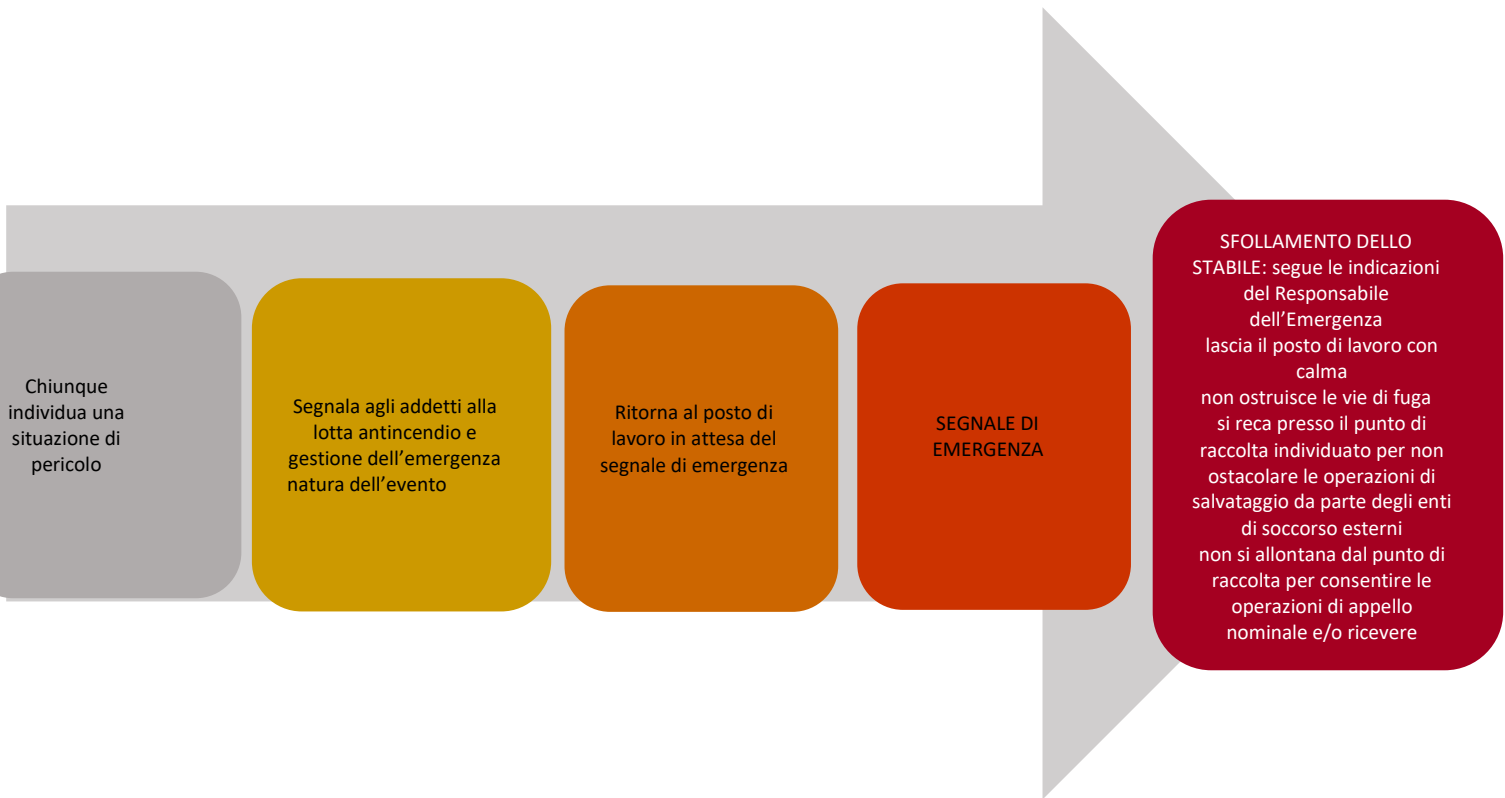 Chiunque
individua una
situazione di
pericolo
Segnala agli addetti alla
lotta antincendio e
gestione dell’emergenza
natura dell’evento
Ritorna al posto di
lavoro in attesa del
segnale di emergenza
SEGNALE DI
EMERGENZA
SFOLLAMENTO DELLO
STABILE: segue le indicazioni
del Responsabile
dell’Emergenza
lascia il posto di lavoro con
calma
non ostruisce le vie di fuga
si reca presso il punto di
raccolta individuato per non
ostacolare le operazioni di
salvataggio da parte degli enti
di soccorso esterni
non si allontana dal punto di
raccolta per consentire le
operazioni di appello
nominale e/o ricevere